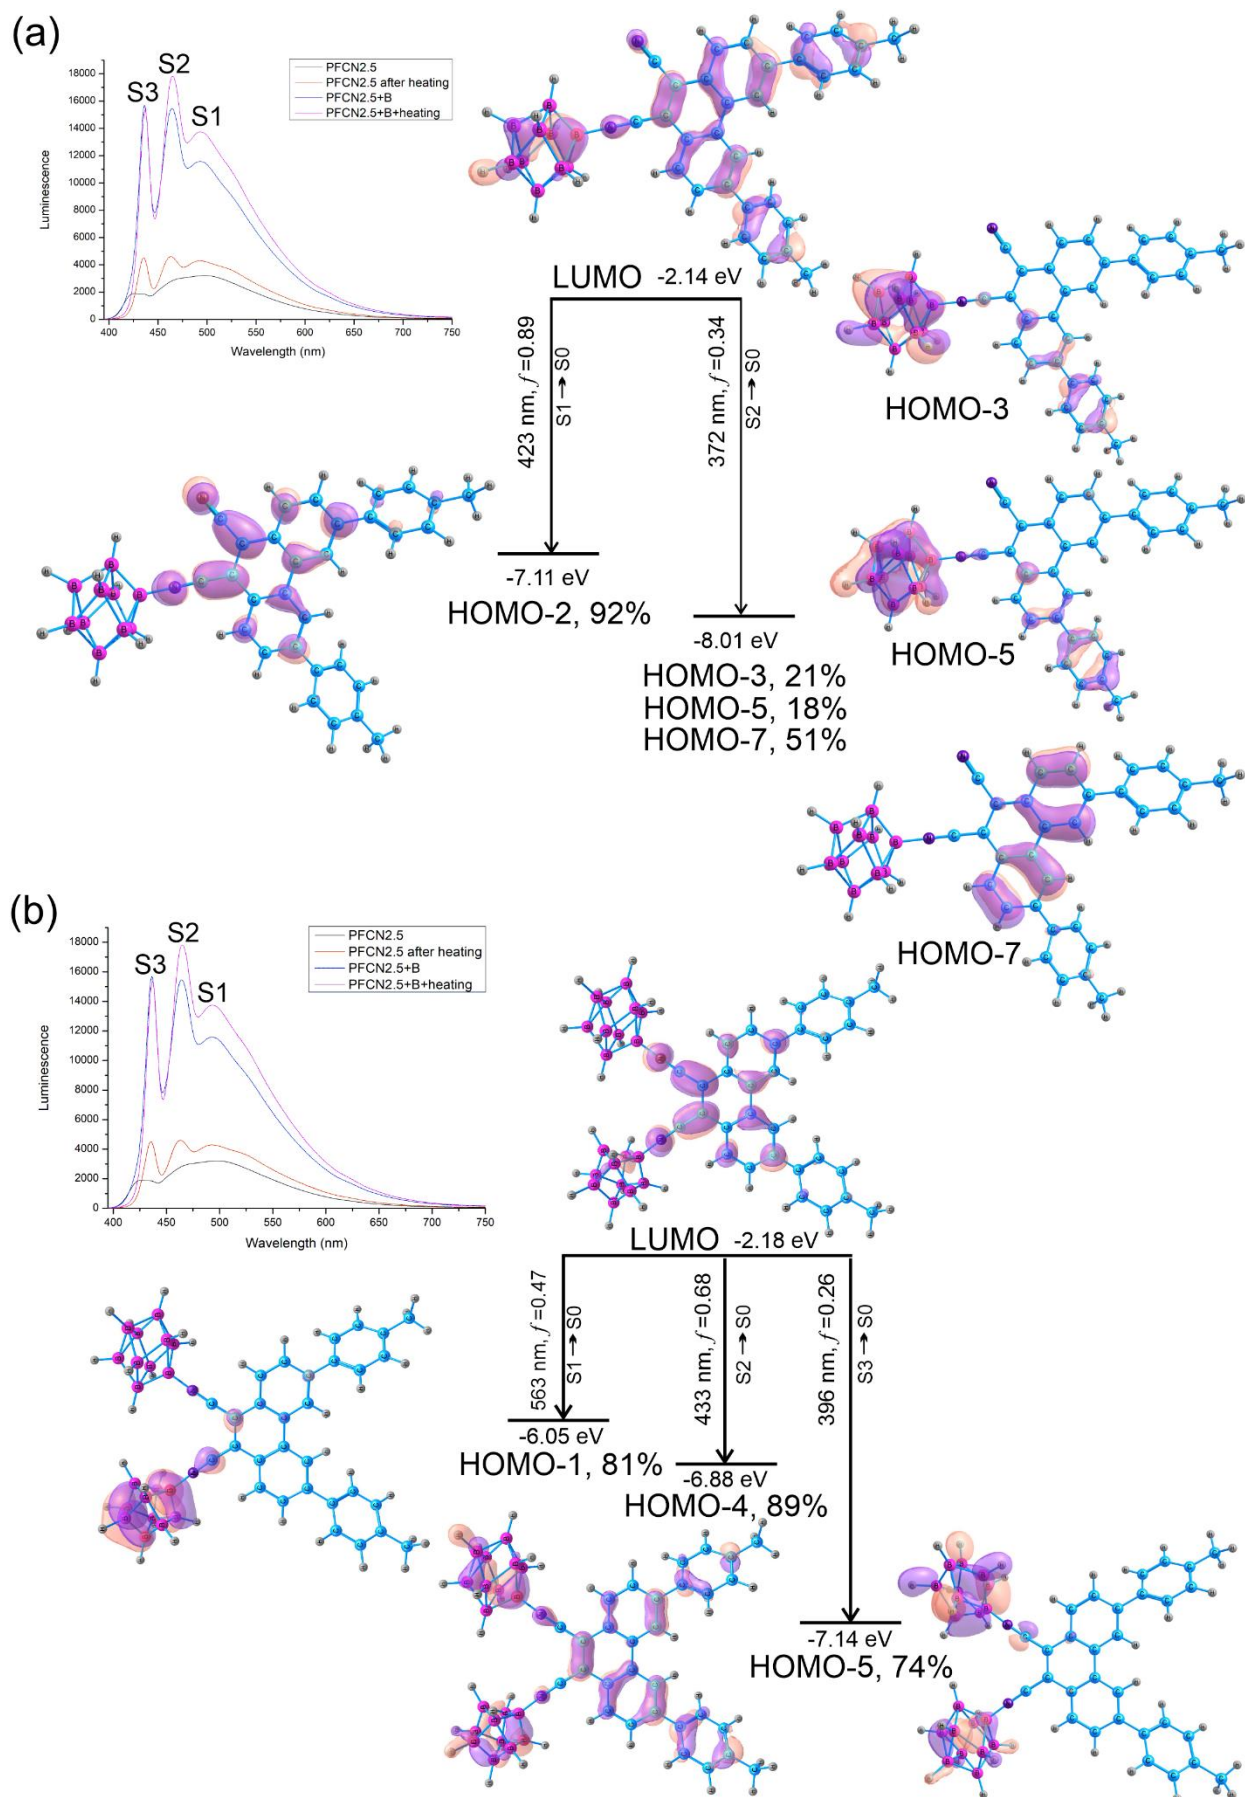 (a)
S3
S2
S1
PFCN2.5
PFCN2.5 after heating
PFCN2.5+B
PFCN2.5+B+heating
18000
16000
14000
12000
10000
8000
6000
4000
2000
0
Luminescence
400 450 500 550 600 650 700 750
Wavelength (nm)
LUMO -2.14 eV
423 nm, f =0.89
S1 → S0
372 nm, f =0.34
S2 → S0
HOMO-3
-7.11 eV
HOMO-2, 92%
-8.01 eV
HOMO-3, 21%
HOMO-5, 18%
HOMO-7, 51%
HOMO-5
HOMO-7
(b)
S3
S2
S1
PFCN2.5
PFCN2.5 after heating
PFCN2.5+B
PFCN2.5+B+heating
18000
16000
14000
12000
10000
8000
6000
4000
2000
0
Luminescence
400 450 500 550 600 650 700 750
Wavelength (nm)
LUMO -2.18 eV
563 nm, f =0.47
S1 → S0
433 nm, f =0.68
S2 → S0
396 nm, f =0.26
S3 → S0
-6.05 eV
HOMO-1, 81%
-6.88 eV
HOMO-4, 89%
-7.14 eV
HOMO-5, 74%